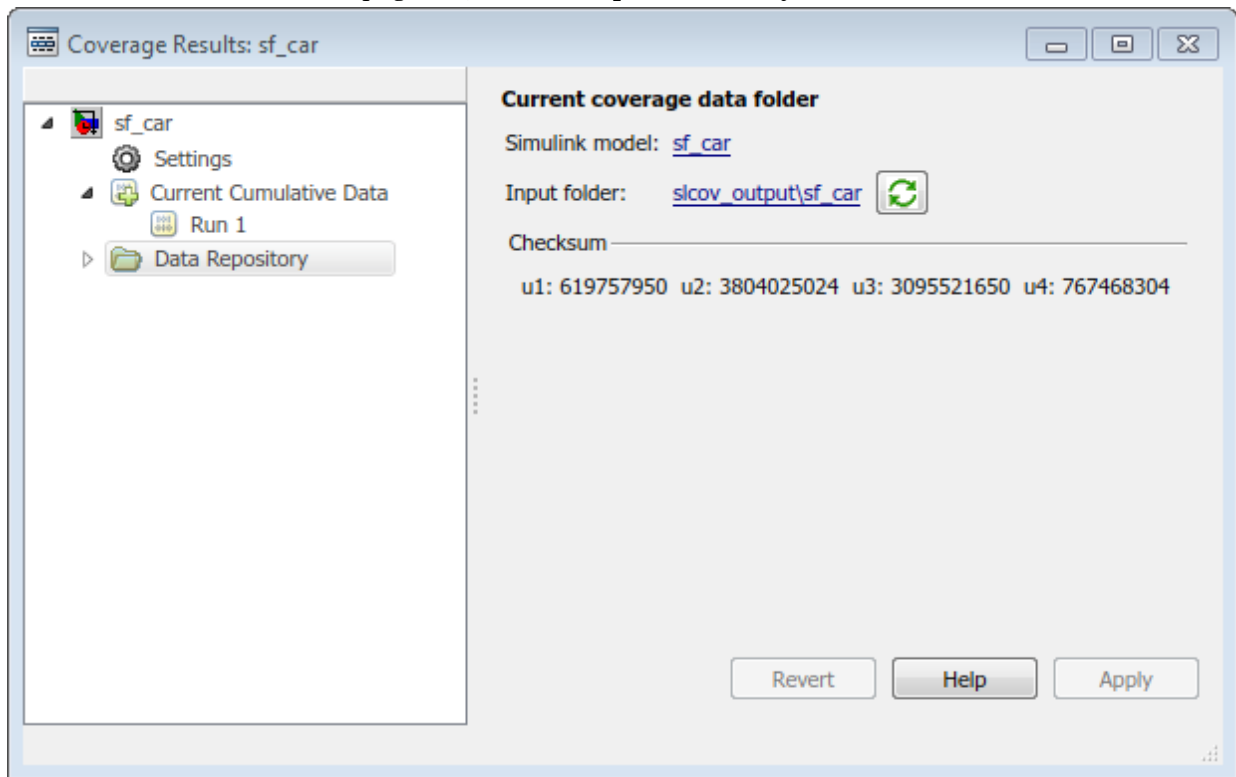 Coverage Results: sf_car
sf_car
Settings
Current Cumulative Data
Run 1
Data Repository
Current coverage data folder
Simulink model: sf_car
Input folder: slcov_output\sf_car
Checksum
u1: 619757950 u2: 3804025024 u3: 3095521650 u4: 767468304
Revert Help Apply